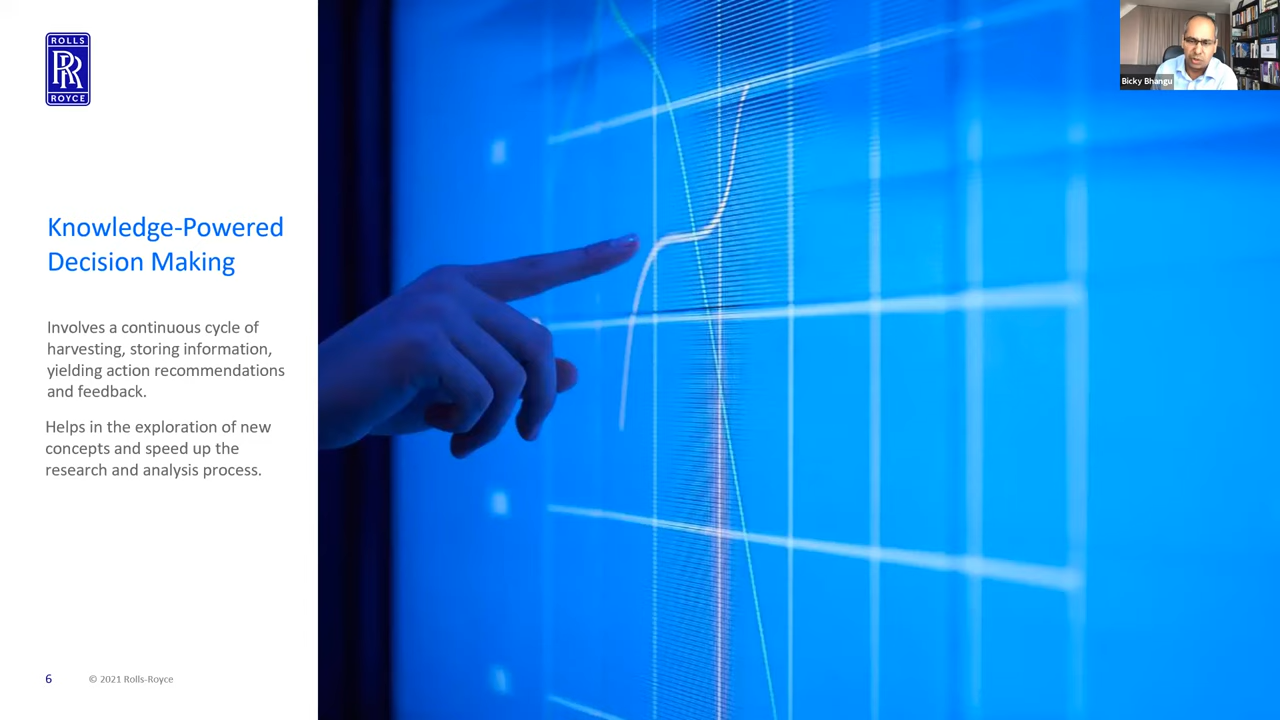 ROLLS
RR
ROYCE
Bicky Bhangu
Knowledge-Powered
Decision Making
Involves a continuous cycle of
harvesting, storing information,
yielding action recommendations
and feedback.
Helps in the exploration of new
concepts and speed up the
research and analysis process.
6
© 2021 Rolls-Royce